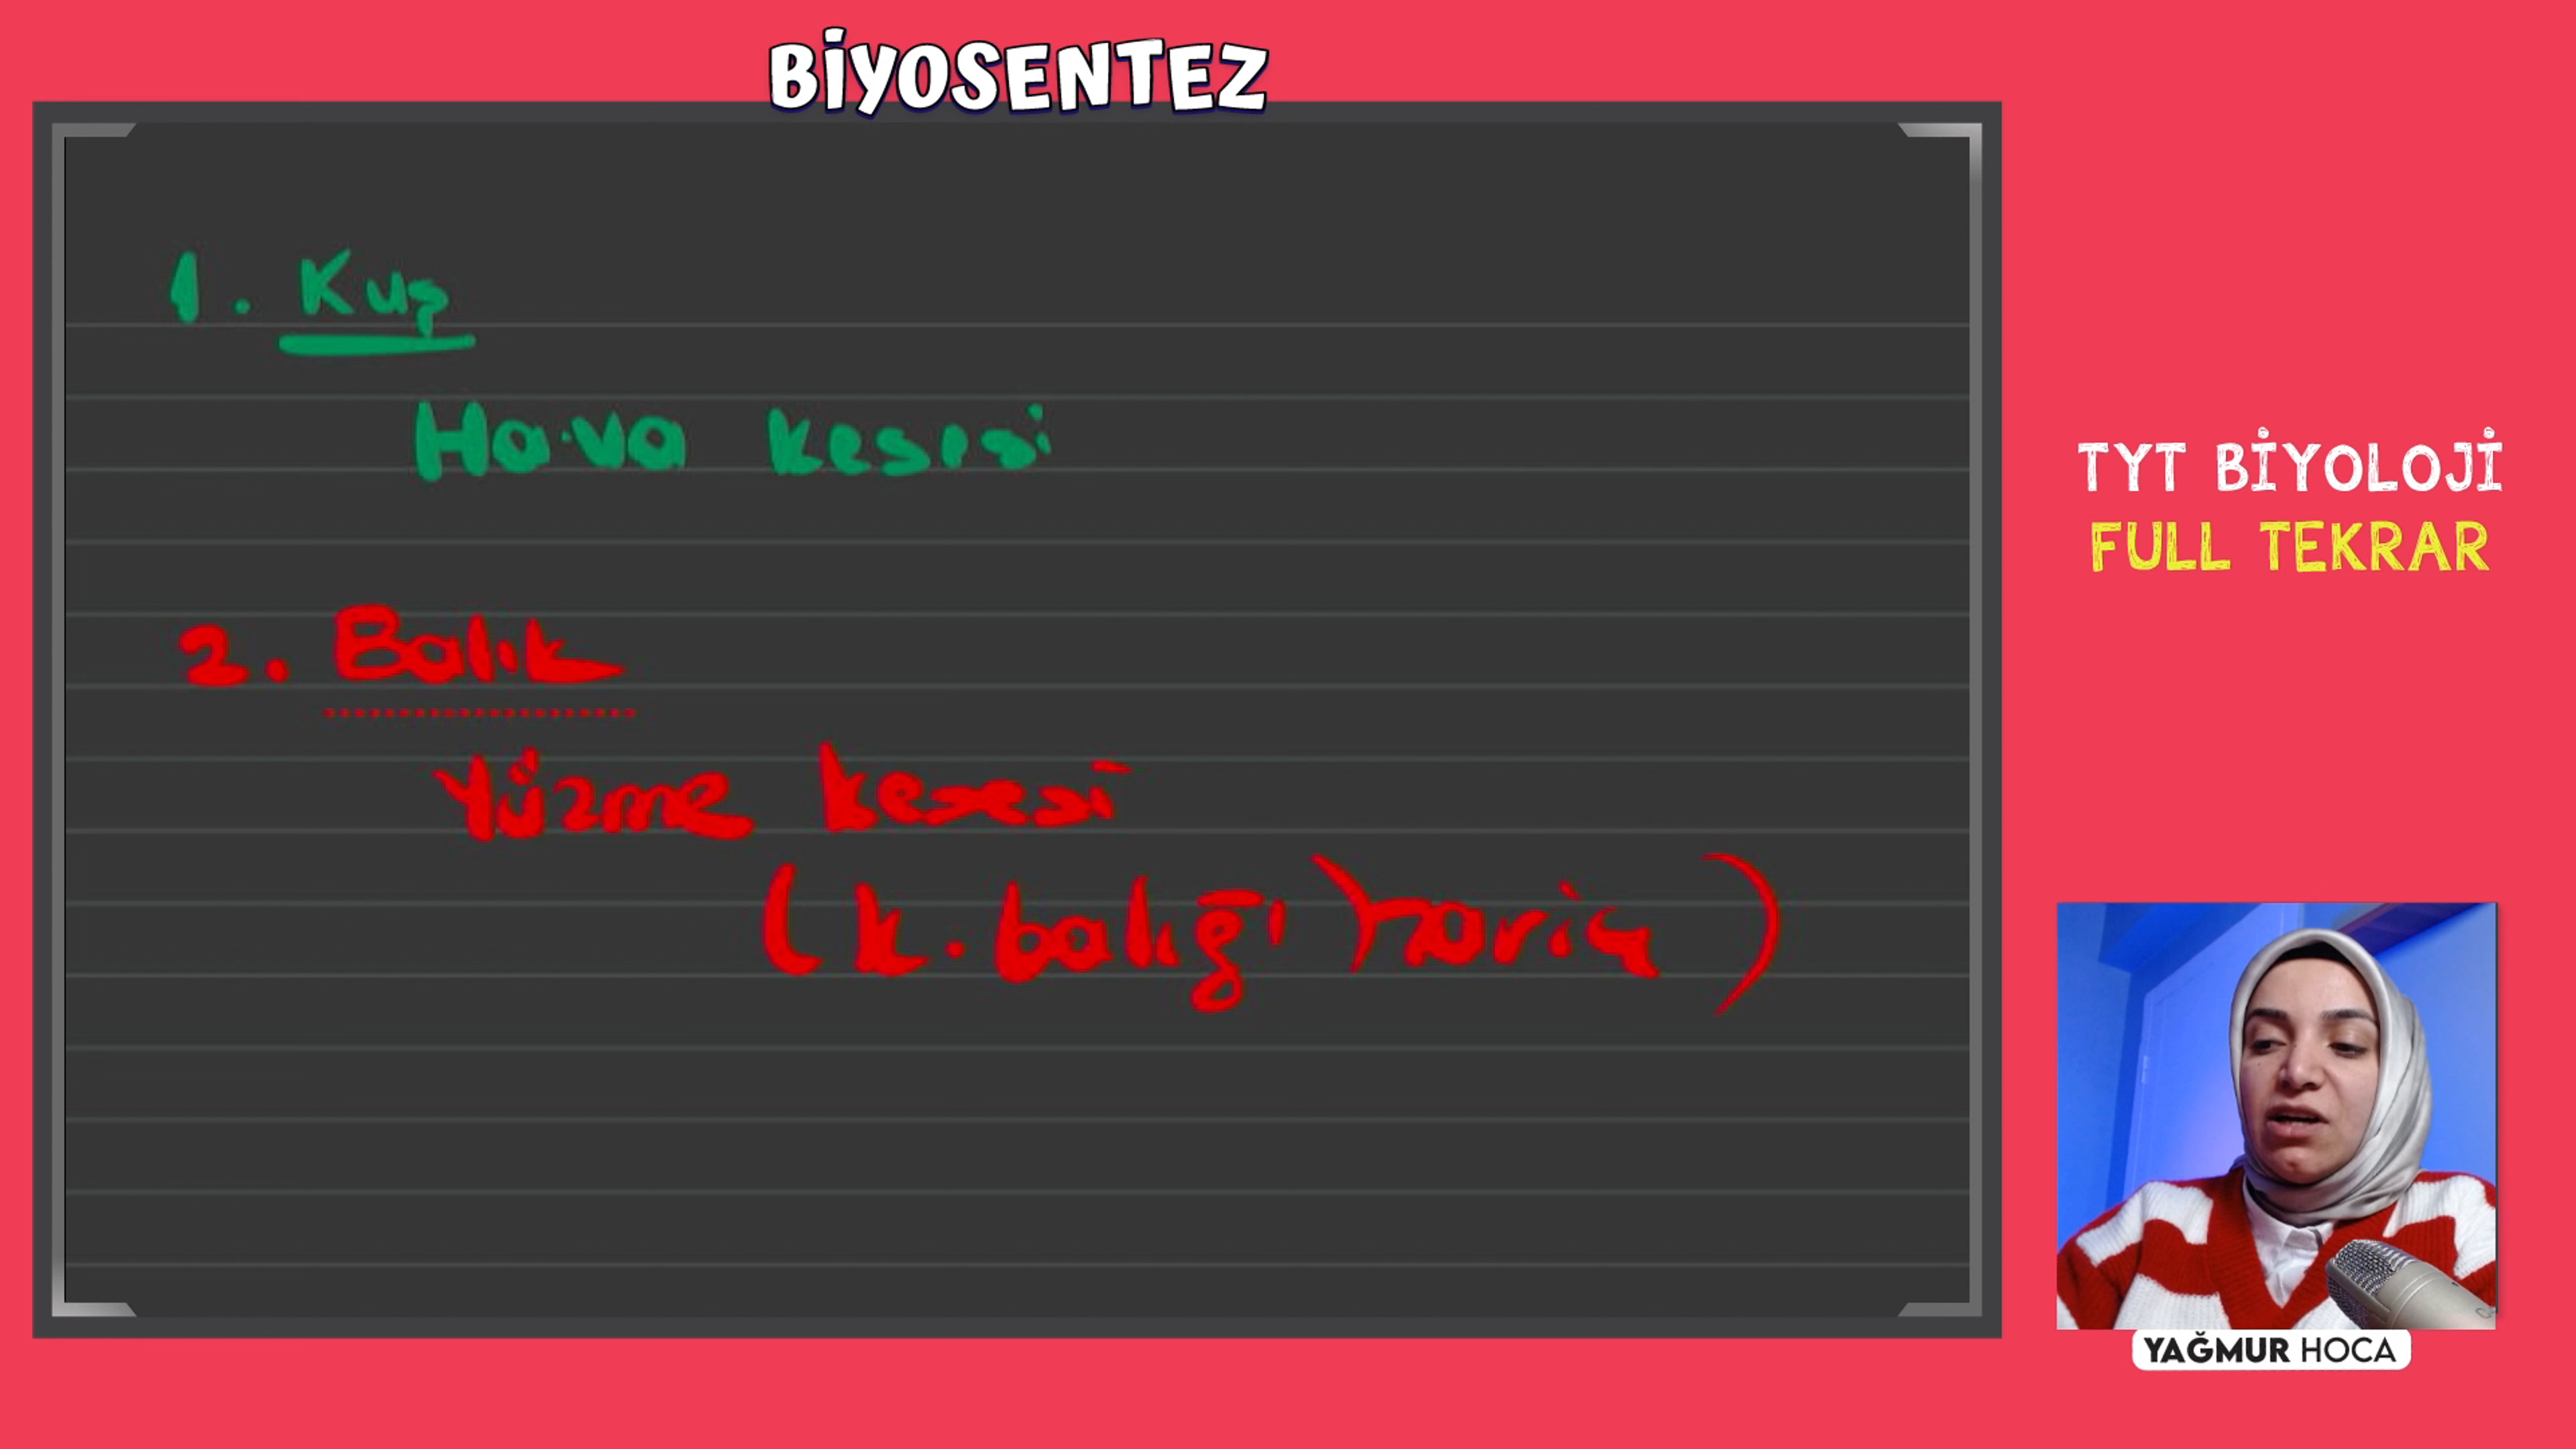 BİYOSENTEZ
1. Kuş
Hava kesesi
2. Balık
Yüzme kesesi
(k. balığı hariç)
TYT BİYOLOJİ
FULL TEKRAR
YAĞMUR HOCA